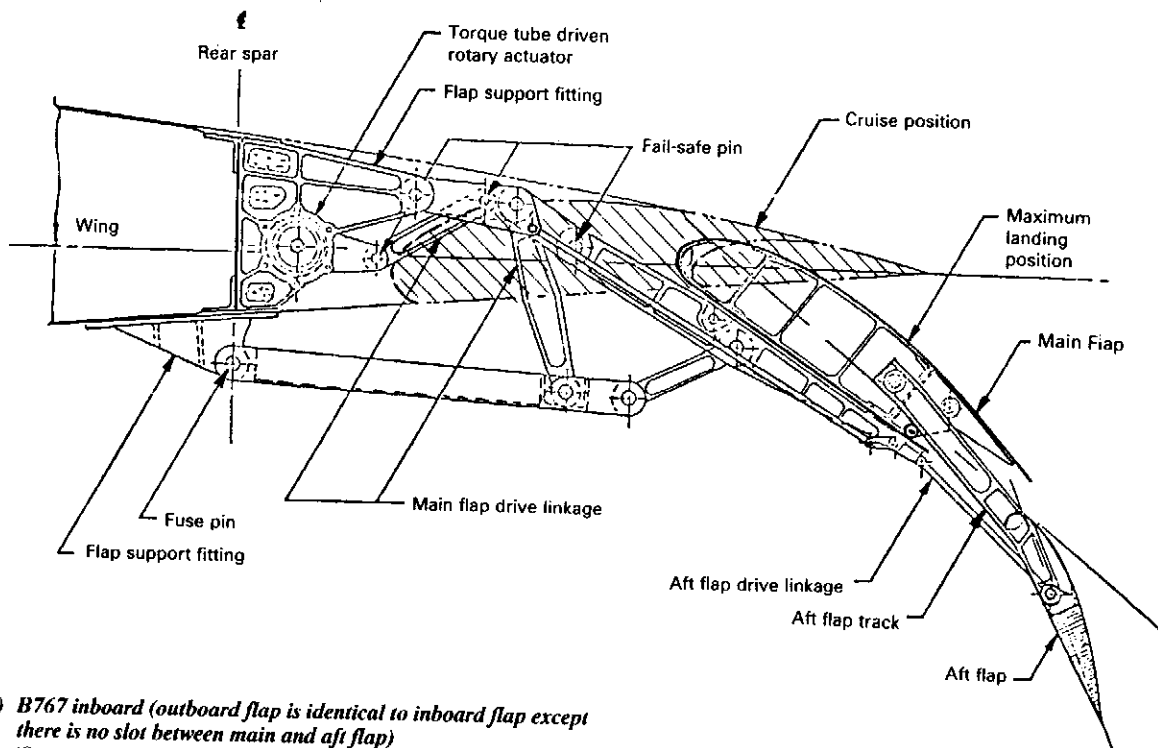 ℄
Rear spar
Torque tube driven
rotary actuator
Flap support fitting
Cruise position
Fail-safe pin
Maximum
landing
position
Wing
Main Flap
Main flap drive linkage
Fuse pin
Flap support fitting
Aft flap drive linkage
Aft flap track
Aft flap
) B767 inboard (outboard flap is identical to inboard flap except
there is no slot between main and aft flap)